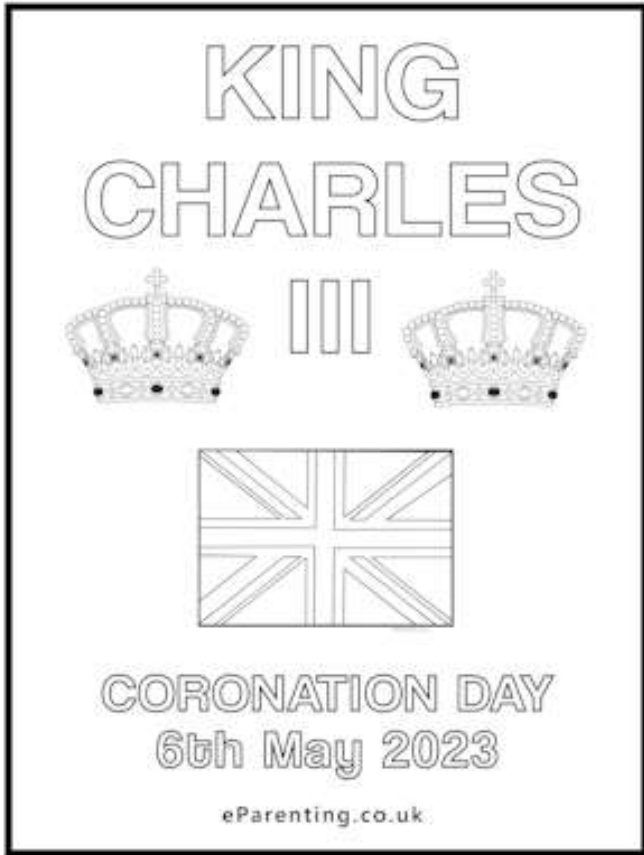 KING
CHARLES
III
CORONATION DAY
6th May 2023
eParenting.co.uk